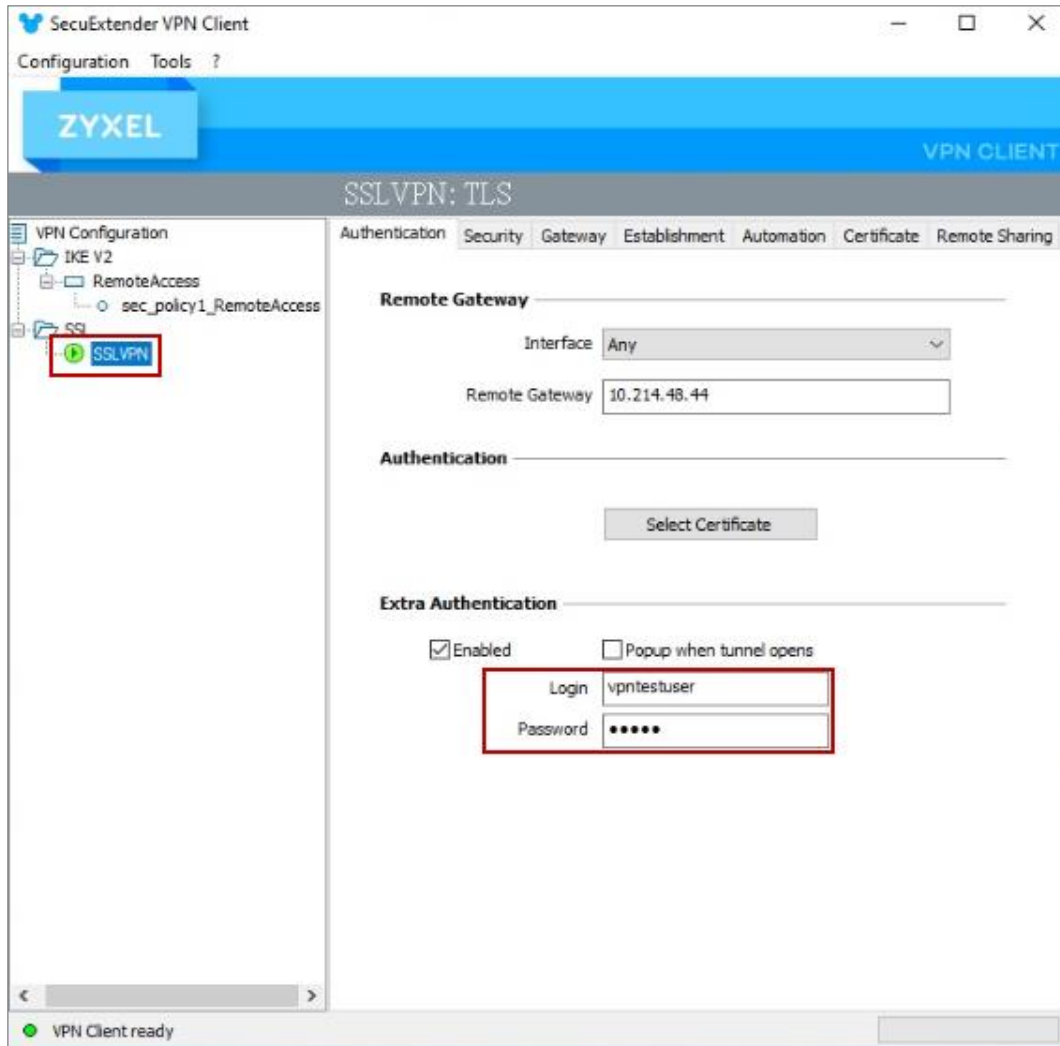 SecuExtender VPN Client
Configuration Tools ?
ZYXEL
VPN CLIENT
SSLVPN: TLS
VPN Configuration
IKE V2
RemoteAccess
sec_policy1_RemoteAccess
SSL
SSLVPN
Authentication Security Gateway Establishment Automation Certificate Remote Sharing
Remote Gateway
Interface Any
Remote Gateway 10.214.48.44
Authentication
Select Certificate
Extra Authentication
Enabled Popup when tunnel opens
Login vpntestuser
Password •••••
VPN Client ready